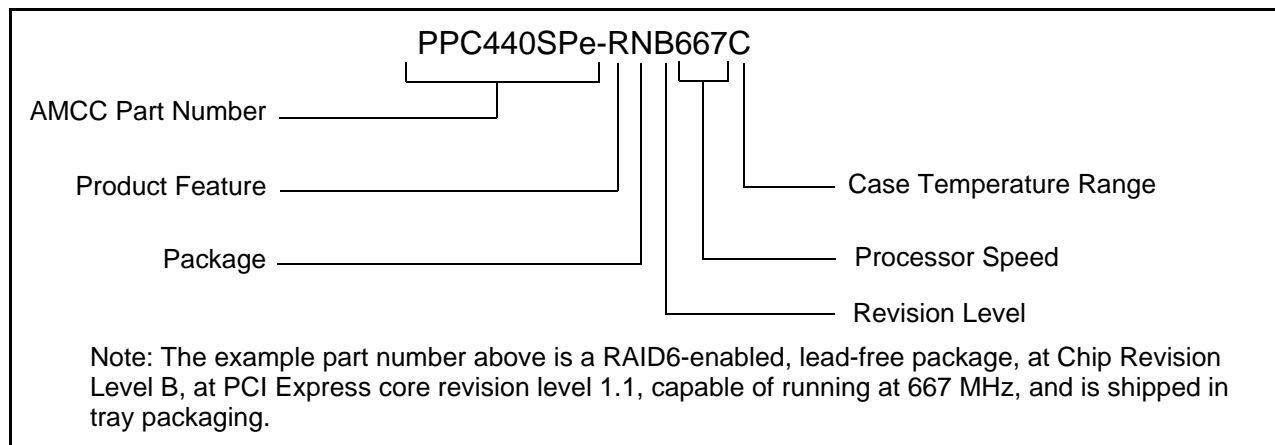 PPC440SPe-RNB667C
AMCC Part Number
Product Feature
Case Temperature Range
Package
Processor Speed
Revision Level
Note: The example part number above is a RAID6-enabled, lead-free package, at Chip Revision
Level B, at PCI Express core revision level 1.1, capable of running at 667 MHz, and is shipped in
tray packaging.